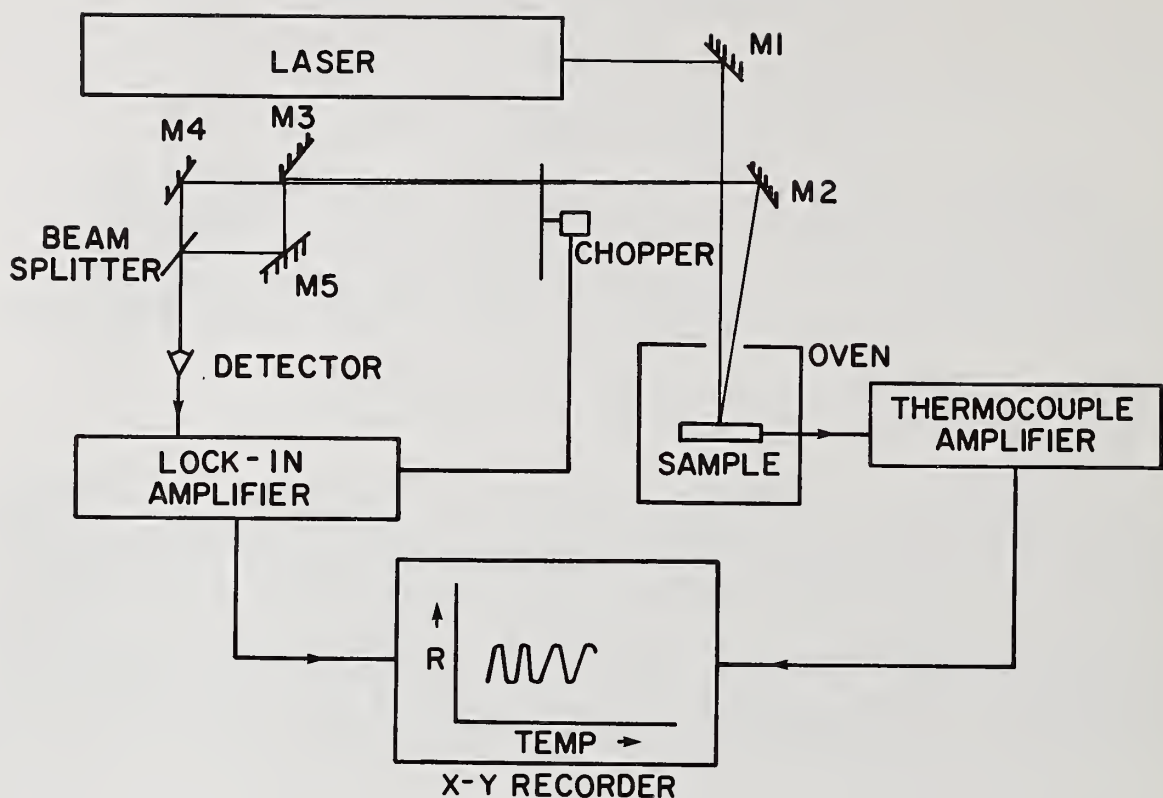 LASER
M1
M3
M4
M2
BEAM
SPLITTER
M5
CHOPPER
DETECTOR
OVEN
SAMPLE
THERMOCOUPLE
AMPLIFIER
LOCK-IN
AMPLIFIER
R
TEMP
X-Y RECORDER